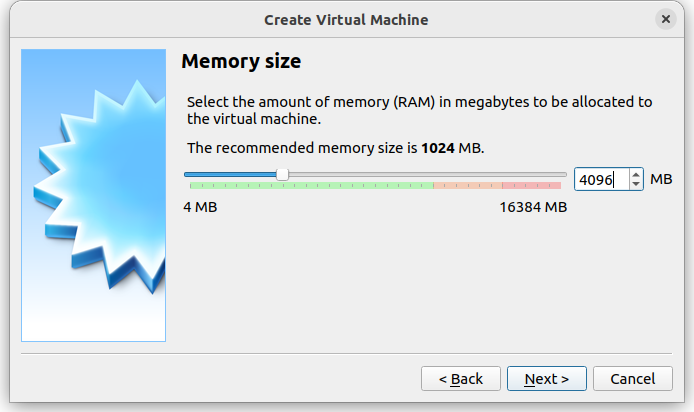 Create Virtual Machine
Memory size
Select the amount of memory (RAM) in megabytes to be allocated to
the virtual machine.
The recommended memory size is 1024 MB.
4096 MB
4 MB 16384 MB
< Back Next > Cancel